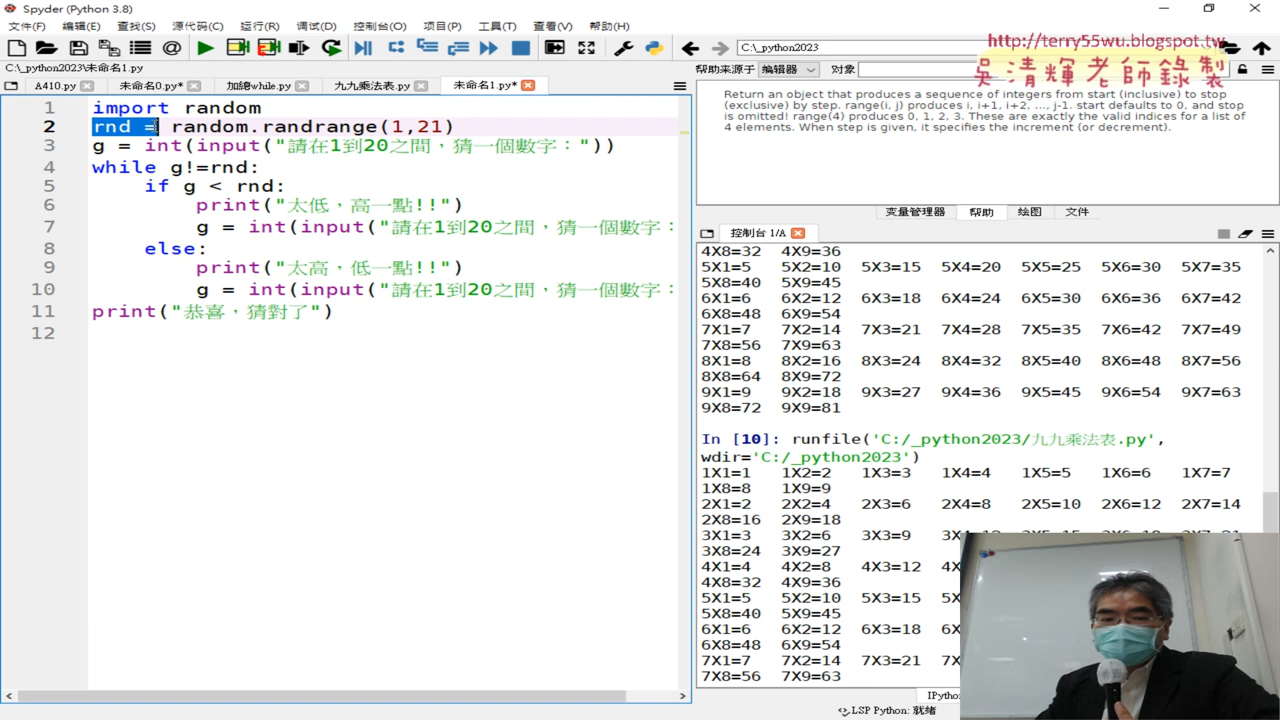 Spyder (Python 3.8)
文件(F) 编辑(E) 查找(S) 源代码(C) 运行(R) 调试(D) 控制台(O) 项目(P) 工具(T) 查看(V) 帮助(H)
C:\_python2023
http://terry55wu.blogspot.tw
吳清輝老師錄製
C:\_python2023\未命名1.py
A410.py 未命名0.py* 加總while.py 九九乘法表.py 未命名1.py*
帮助来源于 编辑器 对象
1 import random
2 rnd = random.randrange(1,21)
3 g = int(input("請在1到20之間，猜一個數字："))
4 while g!=rnd:
5 if g < rnd:
6 print("太低，高一點!!")
7 g = int(input("請在1到20之間，猜一個數字：
8 else:
9 print("太高，低一點!!")
10 g = int(input("請在1到20之間，猜一個數字：
11 print("恭喜，猜對了")
12
Return an object that produces a sequence of integers from start (inclusive) to stop
(exclusive) by step. range(i, j) produces i, i+1, i+2, ..., j-1. start defaults to 0, and stop
is omitted! range(4) produces 0, 1, 2, 3. These are exactly the valid indices for a list of
4 elements. When step is given, it specifies the increment (or decrement).
变量管理器 帮助 绘图 文件
控制台 1/A
4X8=32 4X9=36
5X1=5 5X2=10 5X3=15 5X4=20 5X5=25 5X6=30 5X7=35
5X8=40 5X9=45
6X1=6 6X2=12 6X3=18 6X4=24 6X5=30 6X6=36 6X7=42
6X8=48 6X9=54
7X1=7 7X2=14 7X3=21 7X4=28 7X5=35 7X6=42 7X7=49
7X8=56 7X9=63
8X1=8 8X2=16 8X3=24 8X4=32 8X5=40 8X6=48 8X7=56
8X8=64 8X9=72
9X1=9 9X2=18 9X3=27 9X4=36 9X5=45 9X6=54 9X7=63
9X8=72 9X9=81
In [10]: runfile('C:/_python2023/九九乘法表.py',
wdir='C:/_python2023')
1X1=1 1X2=2 1X3=3 1X4=4 1X5=5 1X6=6 1X7=7
1X8=8 1X9=9
2X1=2 2X2=4 2X3=6 2X4=8 2X5=10 2X6=12 2X7=14
2X8=16 2X9=18
3X1=3 3X2=6 3X3=9
3X8=24 3X9=27
4X1=4 4X2=8 4X3=12
4X8=32 4X9=36
5X1=5 5X2=10 5X3=15
5X8=40 5X9=45
6X1=6 6X2=12 6X3=18
6X8=48 6X9=54
7X1=7 7X2=14 7X3=21
7X8=56 7X9=63
LSP Python: 就绪